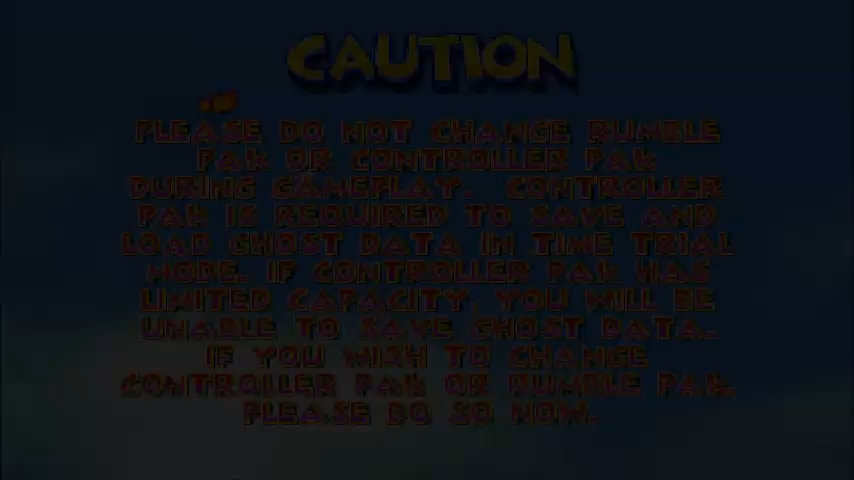 CAUTION
PLEASE DO NOT CHANGE RUMBLE
PAK OR CONTROLLER PAK
DURING GAMEPLAY. CONTROLLER
PAK IS REQUIRED TO SAVE AND
LOAD GHOST DATA IN TIME TRIAL
MODE. IF CONTROLLER PAK HAS
LIMITED CAPACITY, YOU WILL BE
UNABLE TO SAVE GHOST DATA.
IF YOU WISH TO CHANGE
CONTROLLER PAK OR RUMBLE PAK,
PLEASE DO SO NOW.